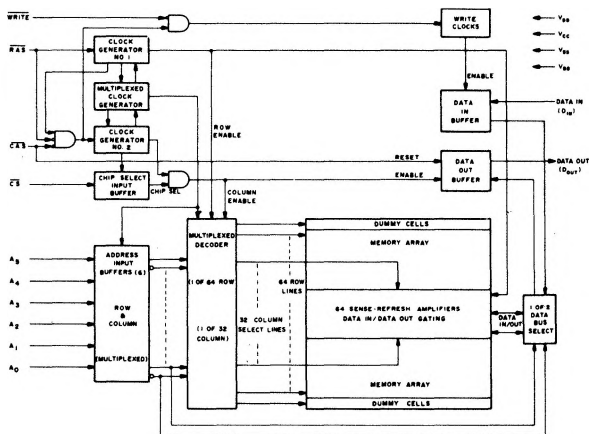 WRITE
RAS
CAS
CS
CLOCK
GENERATOR
NO. 1
MULTIPLEXED
CLOCK
GENERATOR
CLOCK
GENERATOR
NO. 2
CHIP SELECT
INPUT
BUFFER
CHIP SEL
WRITE
CLOCKS
ENABLE
DATA
IN
BUFFER
RESET
ENABLE
DATA
OUT
BUFFER
VDD
VCC
VSS
VBB
DATA IN
(DIN)
DATA OUT
(DOUT)
ROW
ENABLE
COLUMN
ENABLE
A5
A4
A3
A2
A1
A0
ADDRESS
INPUT
BUFFERS (6)
ROW
&
COLUMN
(MULTIPLEXED)
MULTIPLEXED
DECODER
(1 OF 64 ROW)
(1 OF 32
COLUMN)
64 ROW
LINES
32 COLUMN
SELECT LINES
DUMMY CELLS
MEMORY ARRAY
64 SENSE-REFRESH AMPLIFIERS
DATA IN/DATA OUT GATING
MEMORY ARRAY
DUMMY CELLS
DATA
IN/OUT
1 OF 2
DATA
BUS
SELECT